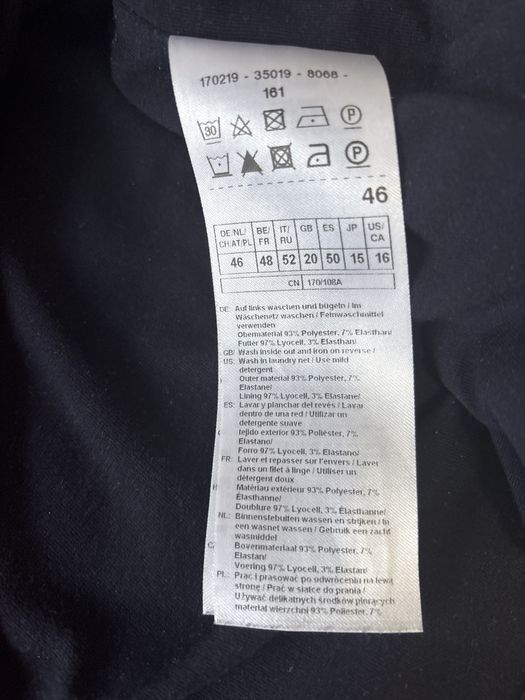 170219 - 35019 - 8068 -
161
30 P
P
46
DE/NL/ BE/ IT/ GB ES JP US/
CH/AT/PL FR RU CA
46 48 52 20 50 15 16
CN 170/108A
DE: Auf links waschen und bügeln / Im
Wäschenetz waschen / Feinwaschmittel
verwenden
Obermaterial 93% Polyester, 7% Elasthan/
Futter 97% Lyocell, 3% Elasthan/
GB/ Wash inside out and iron on reverse /
US: Wash in laundry net / Use mild
detergent
Outer material 93% Polyester, 7%
Elastane/
Lining 97% Lyocell, 3% Elastane/
ES: Lavar y planchar del revés / Lavar
dentro de una red / Utilizar un
detergente suave
tejido exterior 93% Poliéster, 7%
Elastano/
Forro 97% Lyocell, 3% Elastano/
FR: Laver et repasser sur l'envers / Laver
dans un filet à linge / Utiliser un
détergent doux
Matériau extérieur 93% Polyester, 7%
Élasthanne/
Doublure 97% Lyocell, 3% Élasthanne/
NL: Binnenstebuiten wassen en strijken / In
een wasnet wassen / Gebruik een zacht
wasmiddel
Bovenmateriaal 93% Polyester, 7%
Elastan/
Voering 97% Lyocell, 3% Elastan/
PL: Prać i prasować po odwróceniu na lewą
stronę / Prać w siatce do prania /
Używać delikatnych środków piorących
materiał wierzchni 93% Poliester, 7%